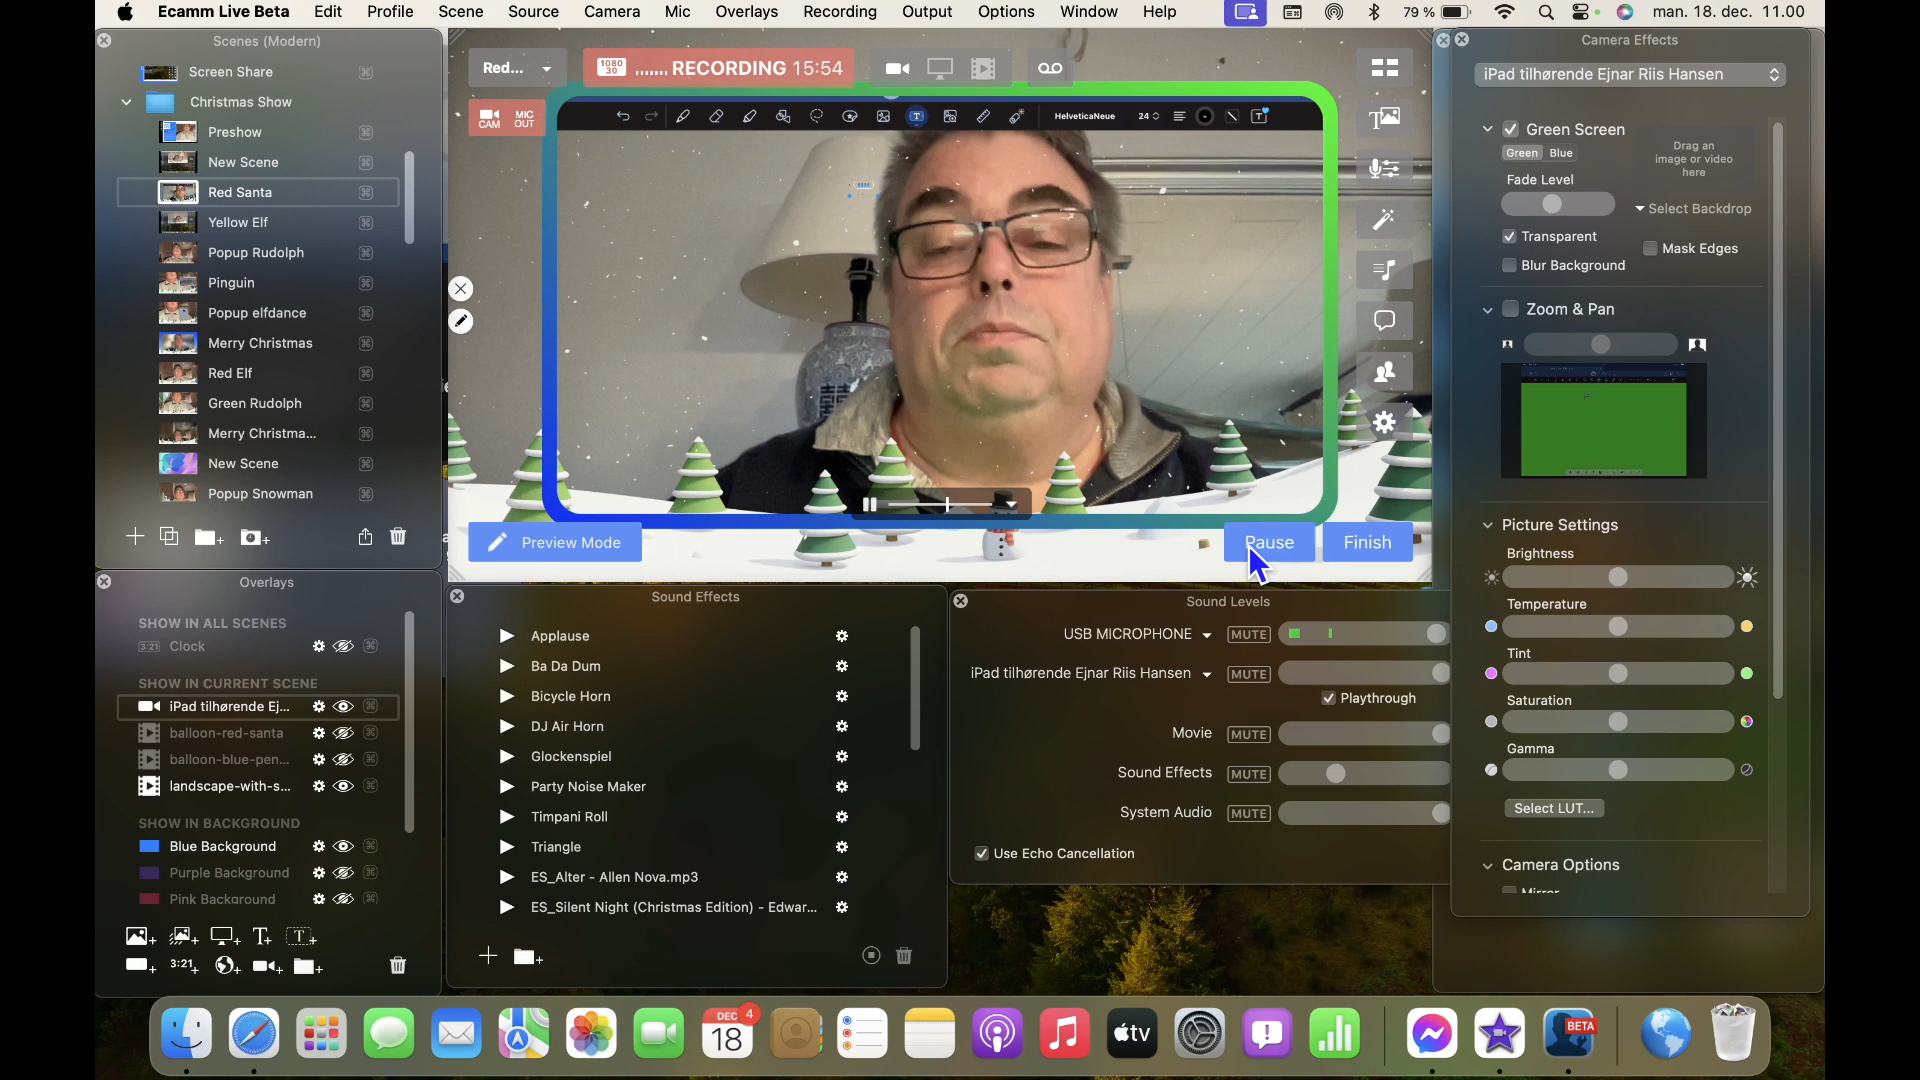 Ecamm Live Beta Edit Profile Scene Source Camera Mic Overlays Recording Output Options Window Help 79 % man. 18. dec. 11.00
Scenes (Modern)
Screen Share
Christmas Show
Preshow
New Scene
Red Santa
Yellow Elf
Popup Rudolph
Pinguin
Popup elfdance
Merry Christmas
Red Elf
Green Rudolph
Merry Christma...
New Scene
Popup Snowman
Overlays
SHOW IN ALL SCENES
3:21 Clock
SHOW IN CURRENT SCENE
iPad tilhørende Ej...
balloon-red-santa
balloon-blue-pen...
landscape-with-s...
SHOW IN BACKGROUND
Blue Background
Purple Background
Pink Background
3:21+
Red...
1080
30
RECORDING 15:54
CAM
MIC
OUT
HelveticaNeue 24
Preview Mode
Pause
Finish
Sound Effects
Applause
Ba Da Dum
Bicycle Horn
DJ Air Horn
Glockenspiel
Party Noise Maker
Timpani Roll
Triangle
ES_Alter - Allen Nova.mp3
ES_Silent Night (Christmas Edition) - Edwar...
Sound Levels
USB MICROPHONE MUTE
iPad tilhørende Ejnar Riis Hansen MUTE
Playthrough
Movie MUTE
Sound Effects MUTE
System Audio MUTE
Use Echo Cancellation
Camera Effects
iPad tilhørende Ejnar Riis Hansen
Green Screen
Green Blue
Drag an
image or video
here
Fade Level
Select Backdrop
Transparent
Mask Edges
Blur Background
Zoom & Pan
Picture Settings
Brightness
Temperature
Tint
Saturation
Gamma
Select LUT...
Camera Options
Mirror
DEC
18
4
tv
BETA